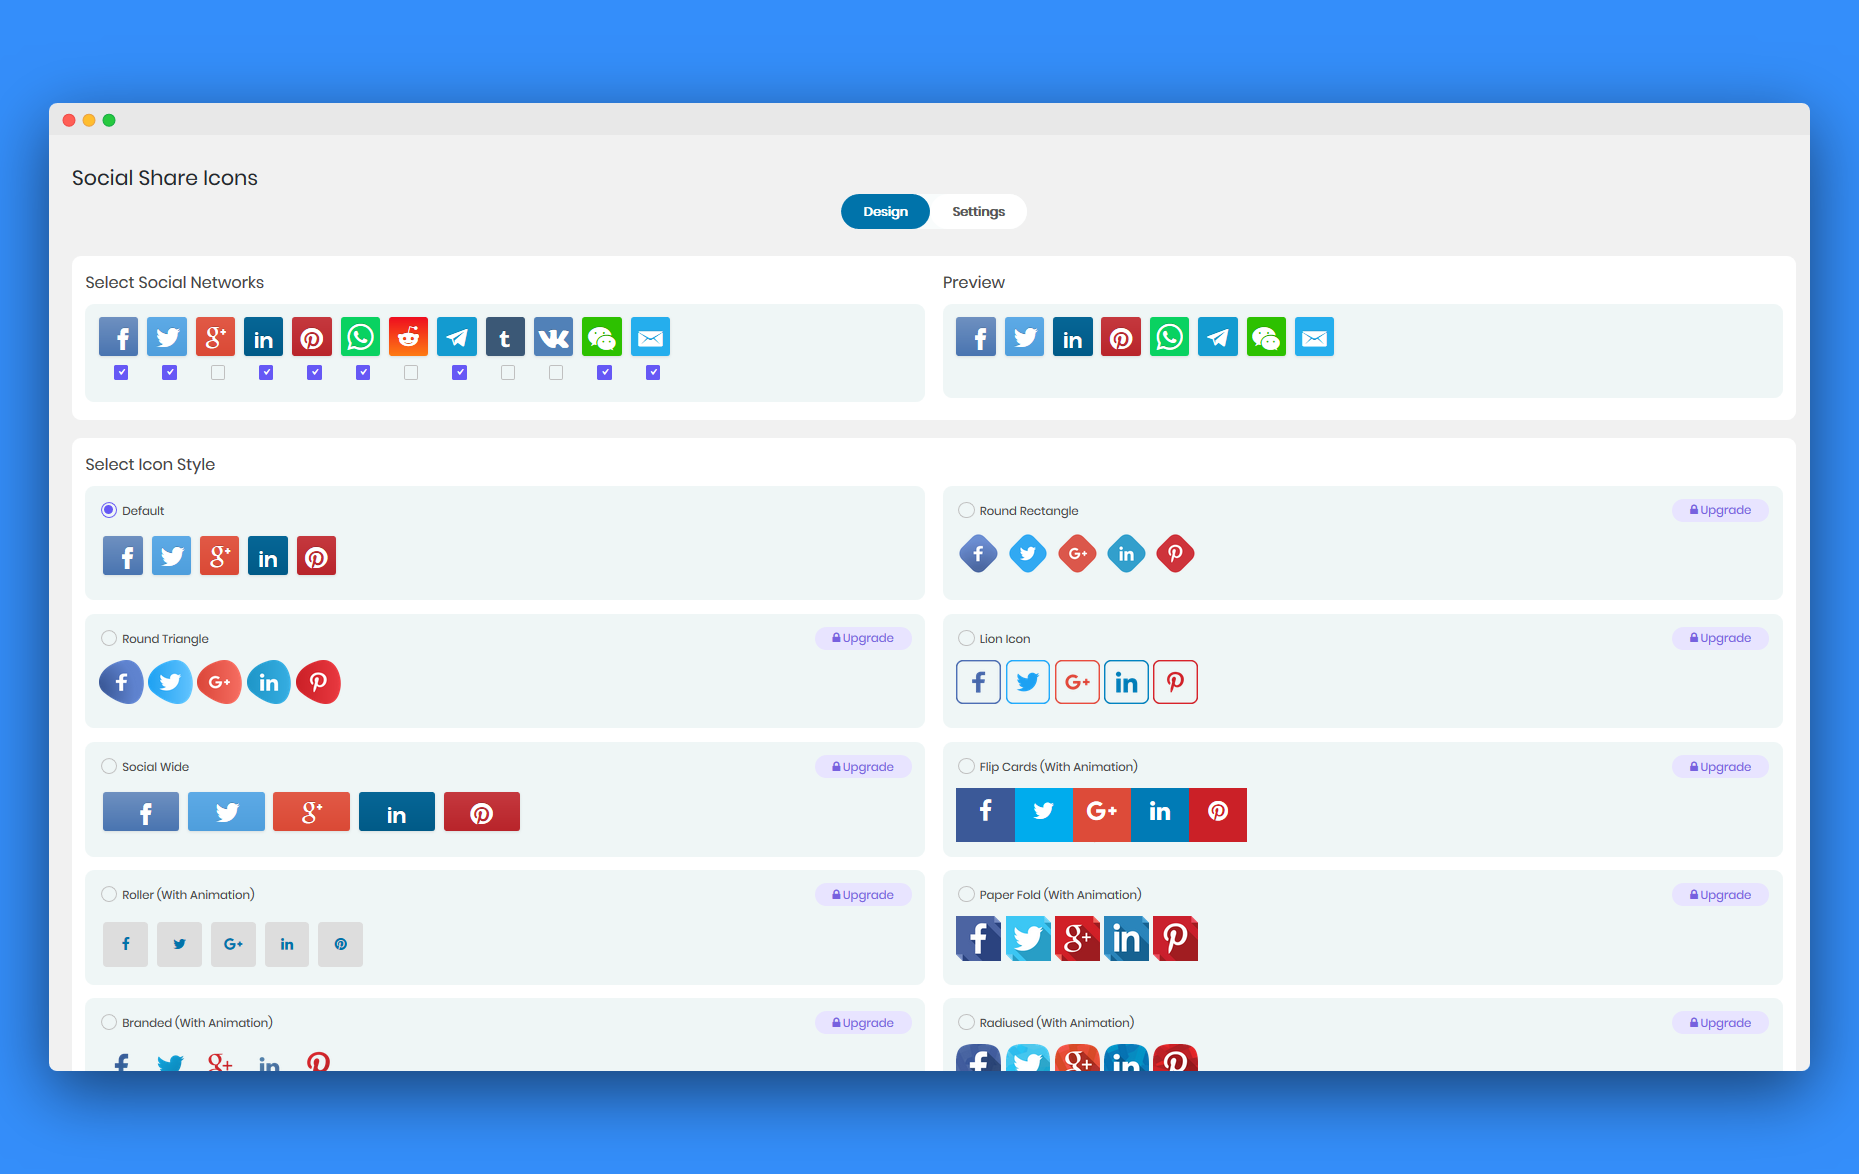 Social Share Icons
Design Settings
Select Social Networks
Preview
Select Icon Style
Default
Round Rectangle
Upgrade
Round Triangle
Upgrade
Lion Icon
Upgrade
Social Wide
Upgrade
Flip Cards (With Animation)
Upgrade
Roller (With Animation)
Upgrade
Paper Fold (With Animation)
Upgrade
Branded (With Animation)
Upgrade
Radiused (With Animation)
Upgrade